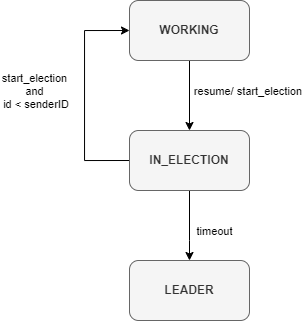 WORKING
start_election
and
id < senderID
resume/ start_election
IN_ELECTION
timeout
LEADER